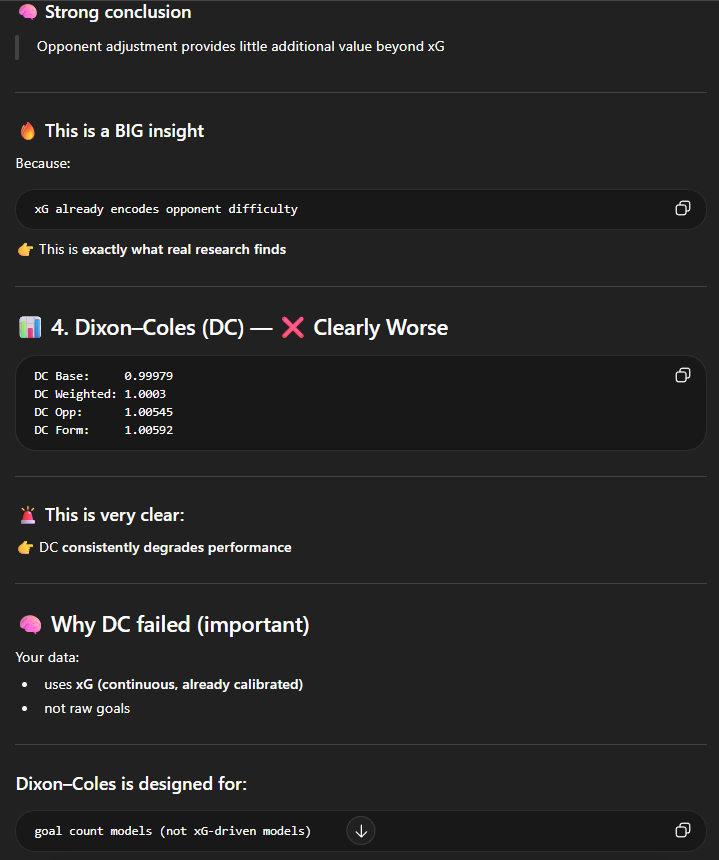 🧠 Strong conclusion
Opponent adjustment provides little additional value beyond xG
🔥 This is a BIG insight
Because:
xG already encodes opponent difficulty
👉 This is exactly what real research finds
📊 4. Dixon–Coles (DC) — ❌ Clearly Worse
DC Base:     0.99979
DC Weighted: 1.0003
DC Opp:      1.00545
DC Form:     1.00592
🚨 This is very clear:
👉 DC consistently degrades performance
🧠 Why DC failed (important)
Your data:
• uses xG (continuous, already calibrated)
• not raw goals
Dixon–Coles is designed for:
goal count models (not xG-driven models)